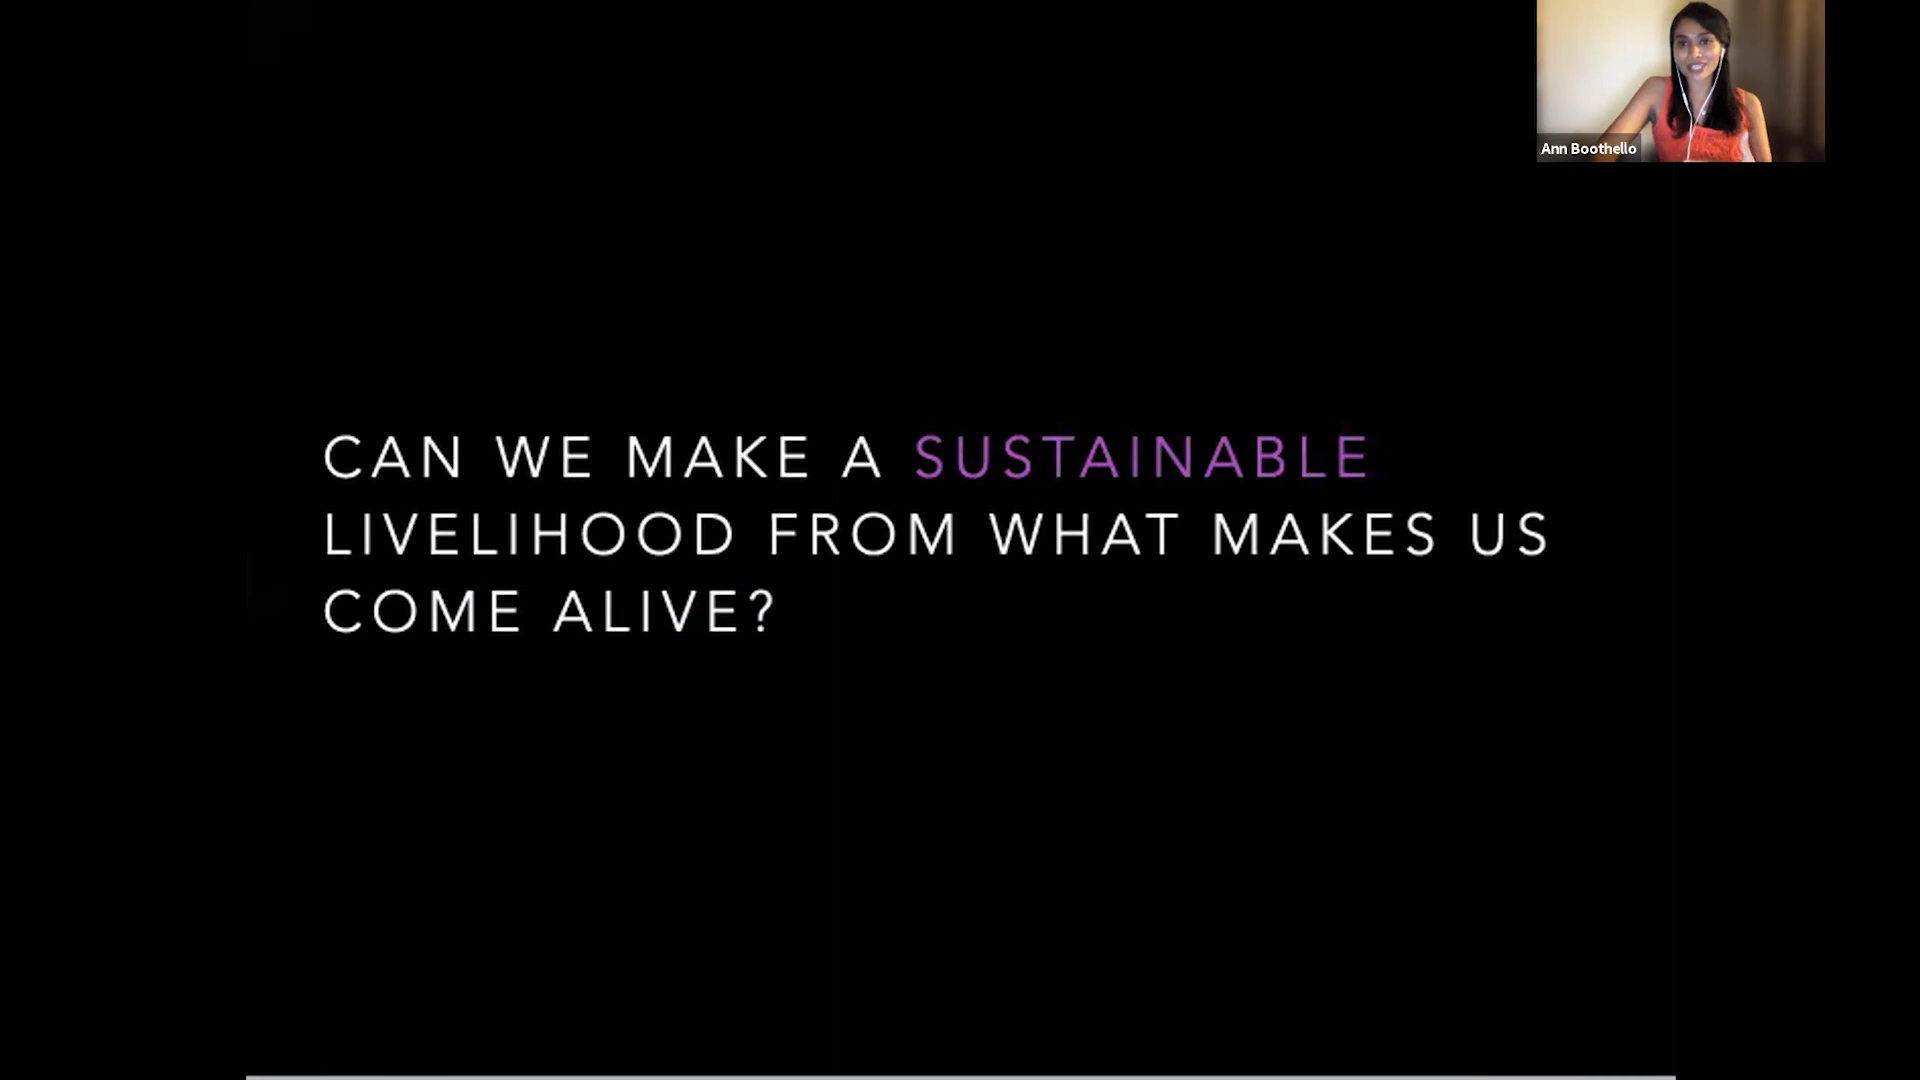 Ann Boothello
CAN WE MAKE A SUSTAINABLE
LIVELIHOOD FROM WHAT MAKES US
COME ALIVE?